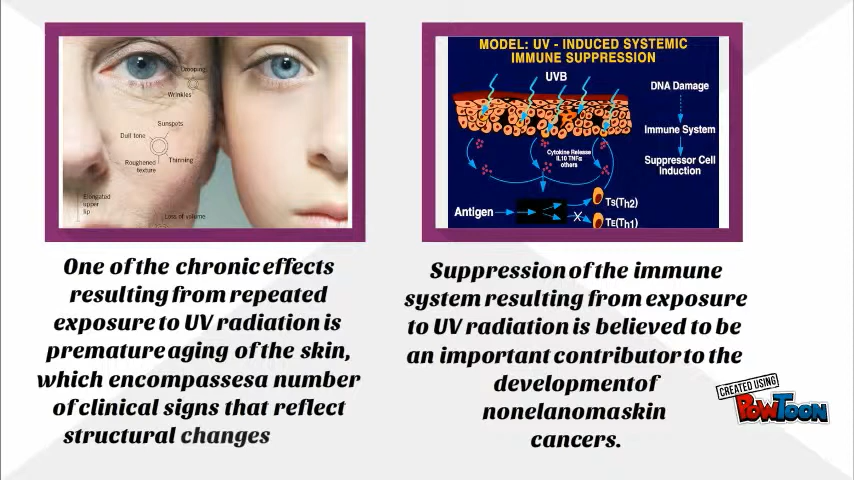 Drooping
Wrinkles
Sunspots
Dull tone
Roughened
texture
Thinning
Elongated
upper
lip
Loss of volume
One of the chronic effects
resulting from repeated
exposure to UV radiation is
premature aging of the skin,
which encompassesa number
of clinical signs that reflect
structural changes
MODEL: UV - INDUCED SYSTEMIC
IMMUNE SUPPRESSION
UVB
DNA Damage
Immune System
Suppressor Cell
Induction
Cytokine Release
IL10 TNFα
others
Antigen
X
Ts(Th2)
TE(Th1)
Suppression of the immune
system resulting from exposure
to UV radiation is believed to be
an important contributor to the
developmentof
nonelanomaskin
cancers.
CREATED USING
POWTOON